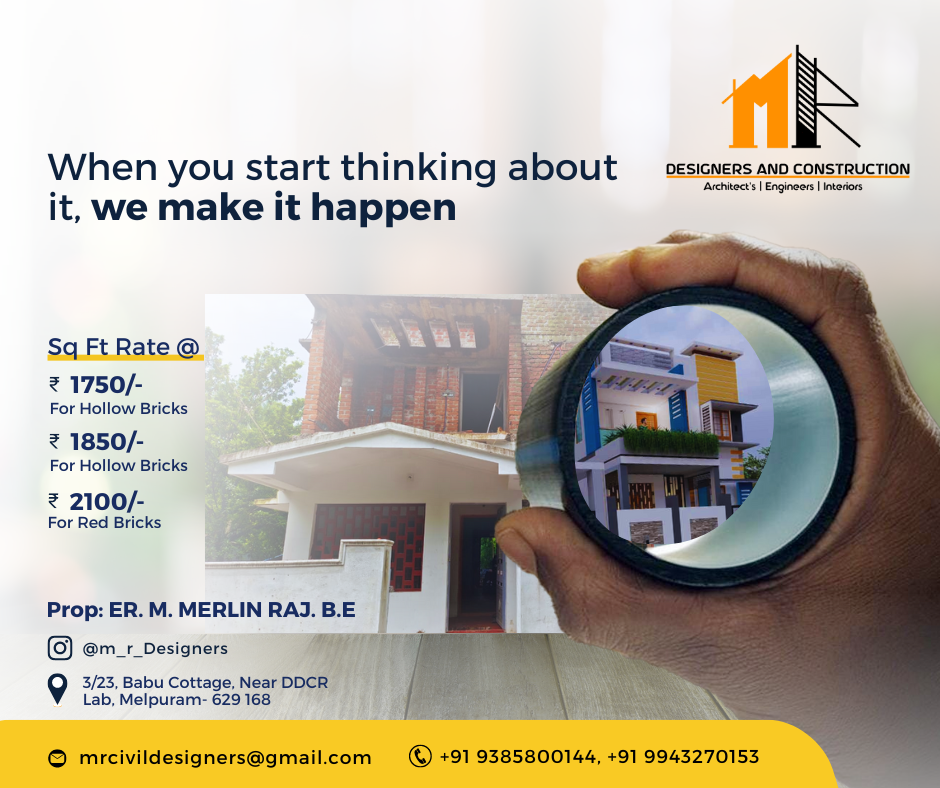 MR
DESIGNERS AND CONSTRUCTION
Architect's | Engineers | Interiors
When you start thinking about
it, we make it happen
Sq Ft Rate @
₹ 1750/-
For Hollow Bricks
₹ 1850/-
For Hollow Bricks
₹ 2100/-
For Red Bricks
Prop: ER. M. MERLIN RAJ. B.E
@m_r_Designers
3/23, Babu Cottage, Near DDCR
Lab, Melpuram- 629 168
mrcivildesigners@gmail.com
+91 9385800144, +91 9943270153